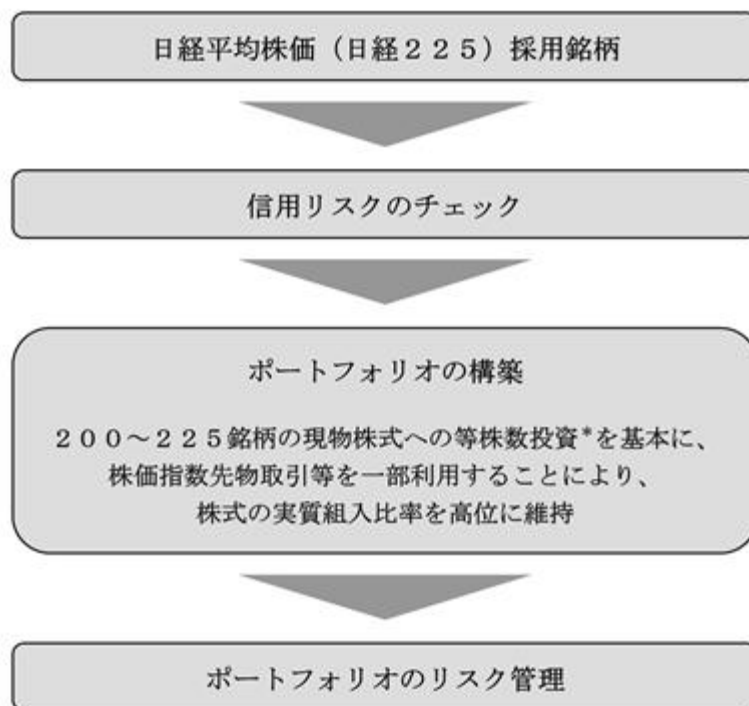 日経平均株価（日経２２５）採用銘柄
信用リスクのチェック
ポートフォリオの構築
２００～２２５銘柄の現物株式への等株数投資*を基本に、
株価指数先物取引等を一部利用することにより、
株式の実質組入比率を高位に維持
ポートフォリオのリスク管理